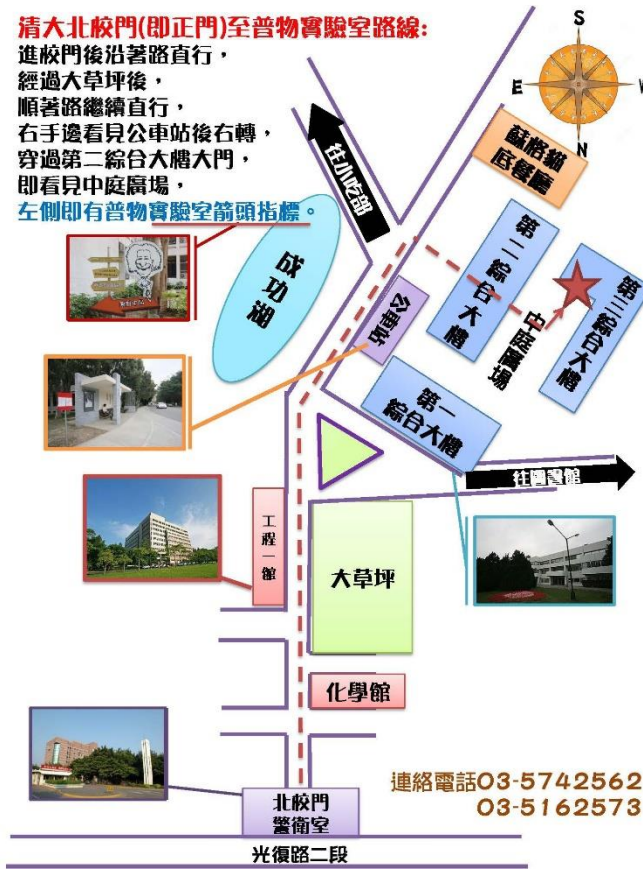 清大北校門(即正門)至普物實驗室路線:
進校門後沿著路直行，
經過大草坪後，
順著路繼續直行，
右手邊看見公車站後右轉，
穿過第二綜合大樓大門，
即看見中庭廣場，
左側即有普物實驗室箭頭指標。
S
E
W
N
往小吃部
蘇格貓
底餐廳
成功湖
公車站
第二綜合大樓
中庭廣場
第三綜合大樓
第一
綜合大樓
往圖書館
工程一館
大草坪
化學館
連絡電話03-5742562
03-5162573
北校門
警衛室
光復路二段